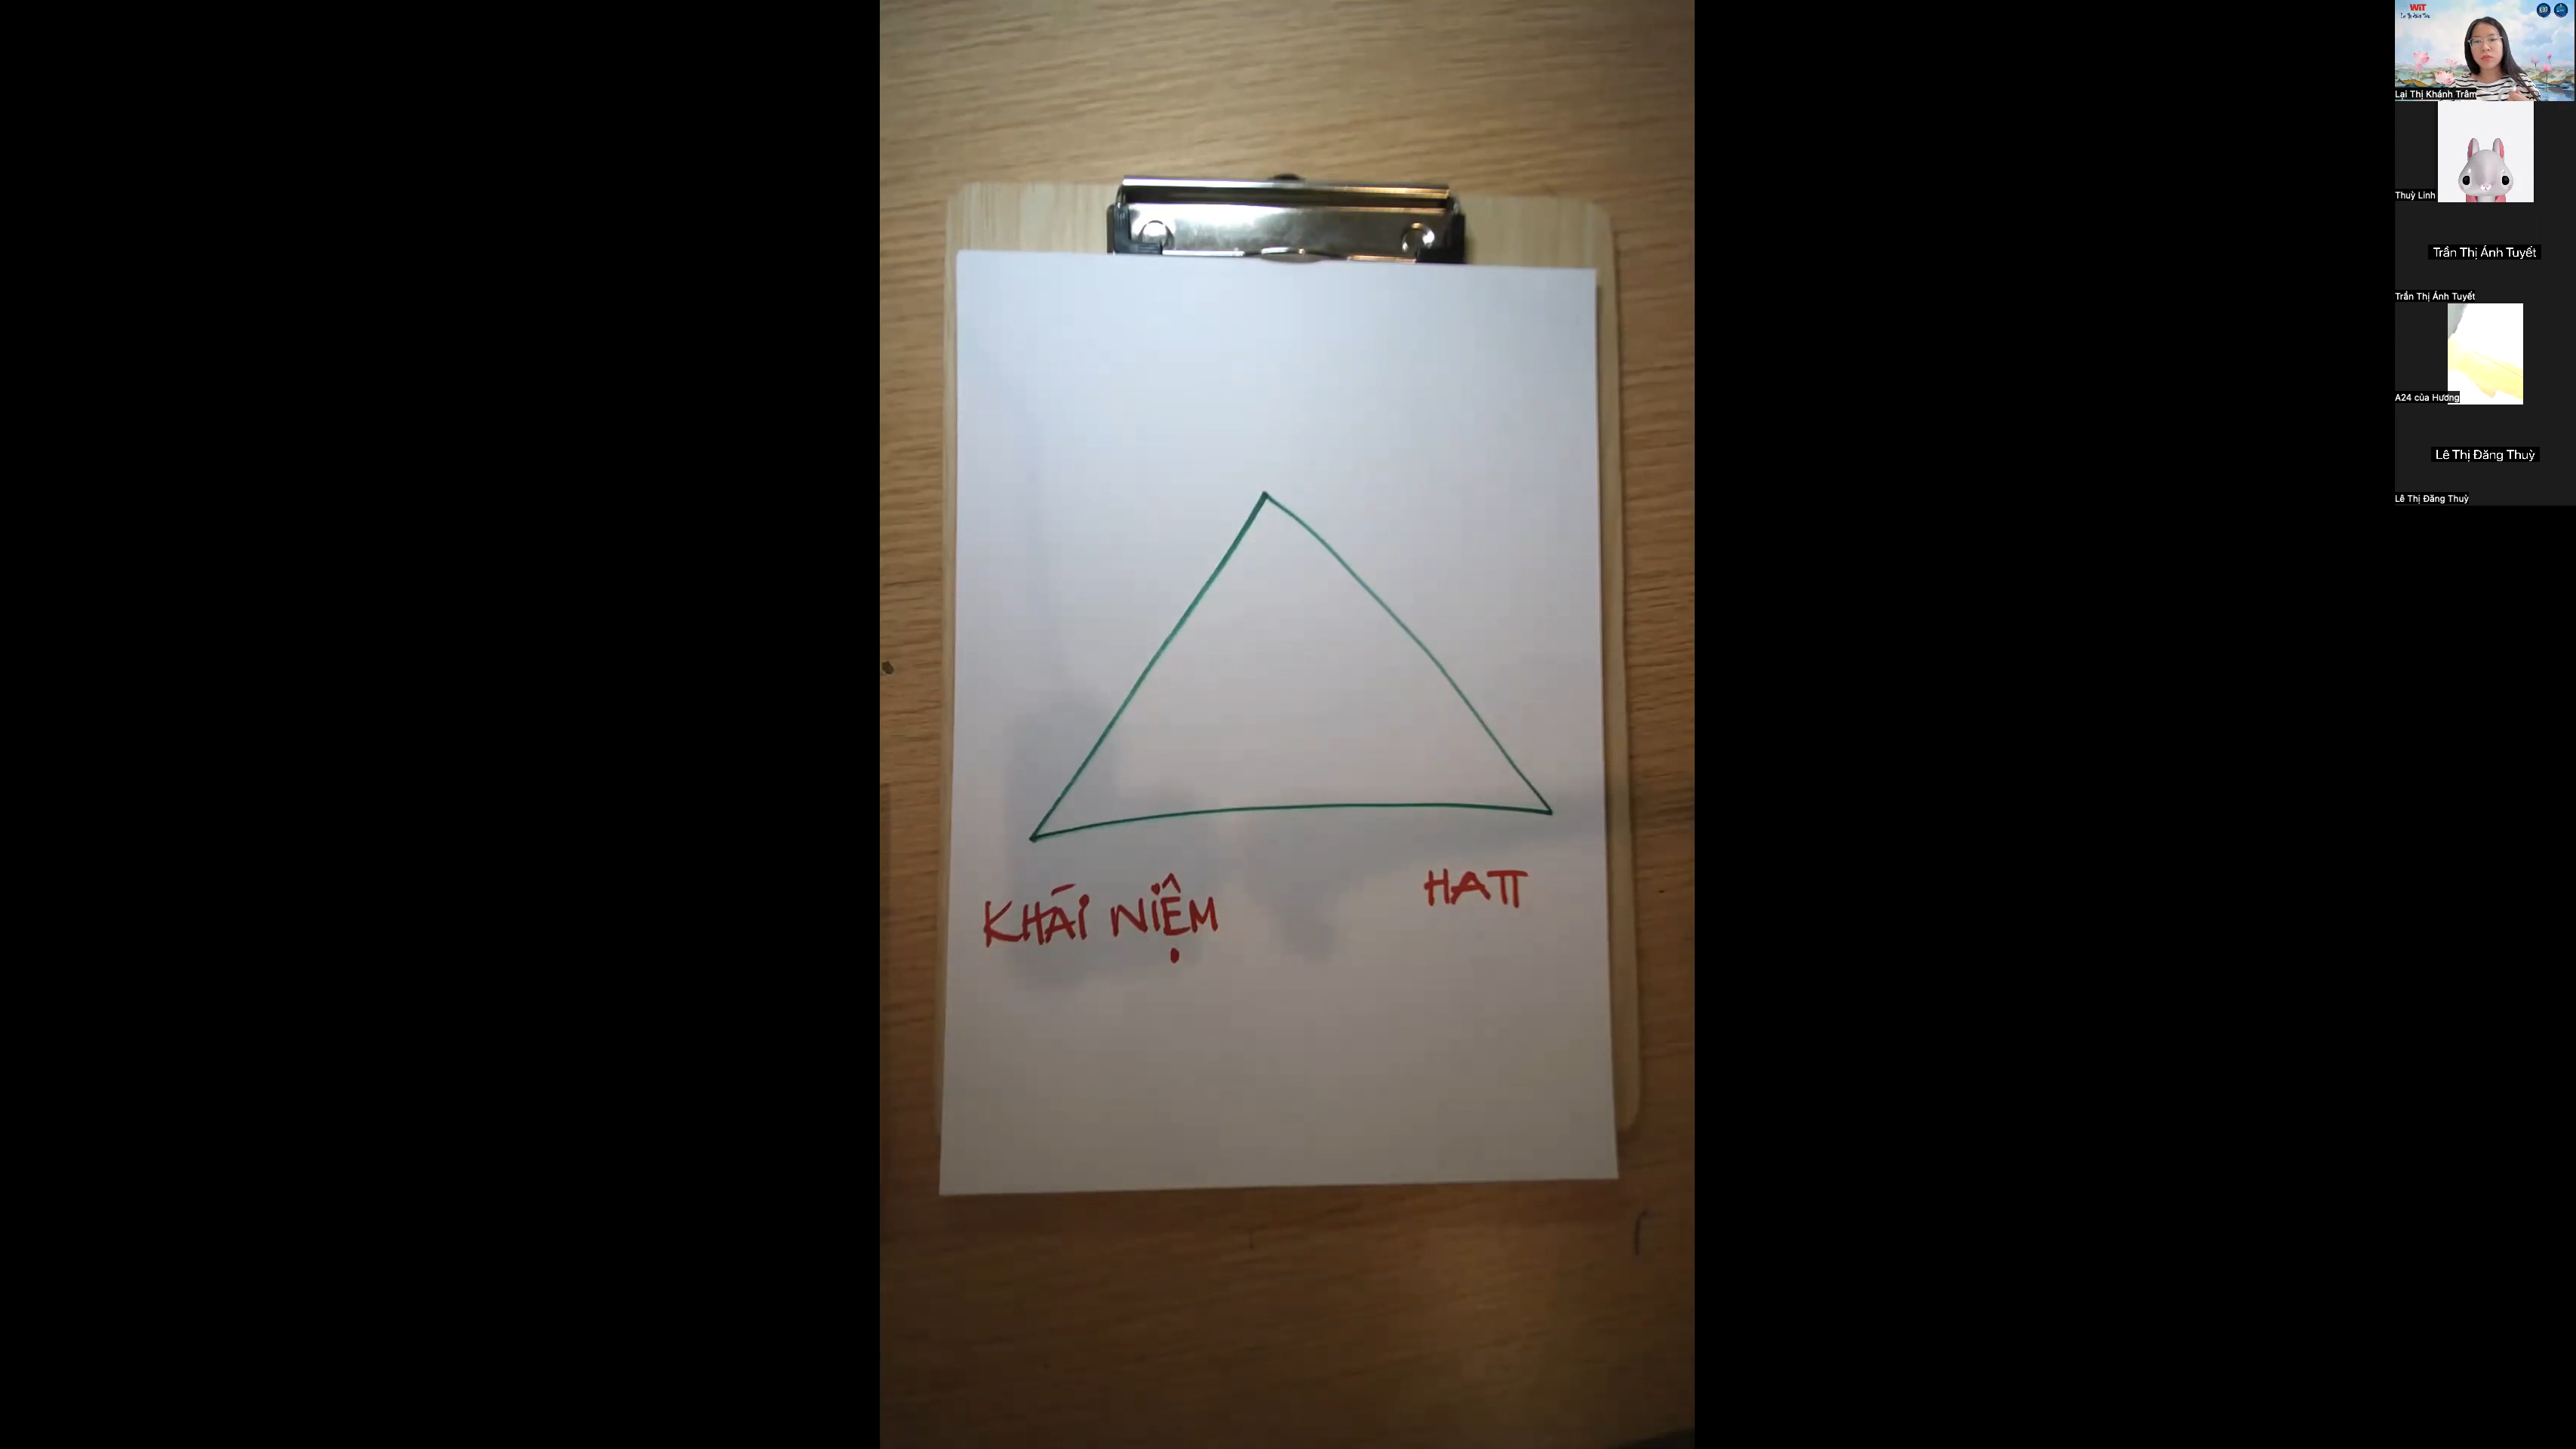 WiT
Lại Thị Khánh Trâm
Thuỳ Linh
Trần Thị Ánh Tuyết
Trần Thị Ánh Tuyết
A24 của Hương
Lê Thị Đăng Thuỳ
Lê Thị Đăng Thuỳ
KHÁI NIỆM
HATT